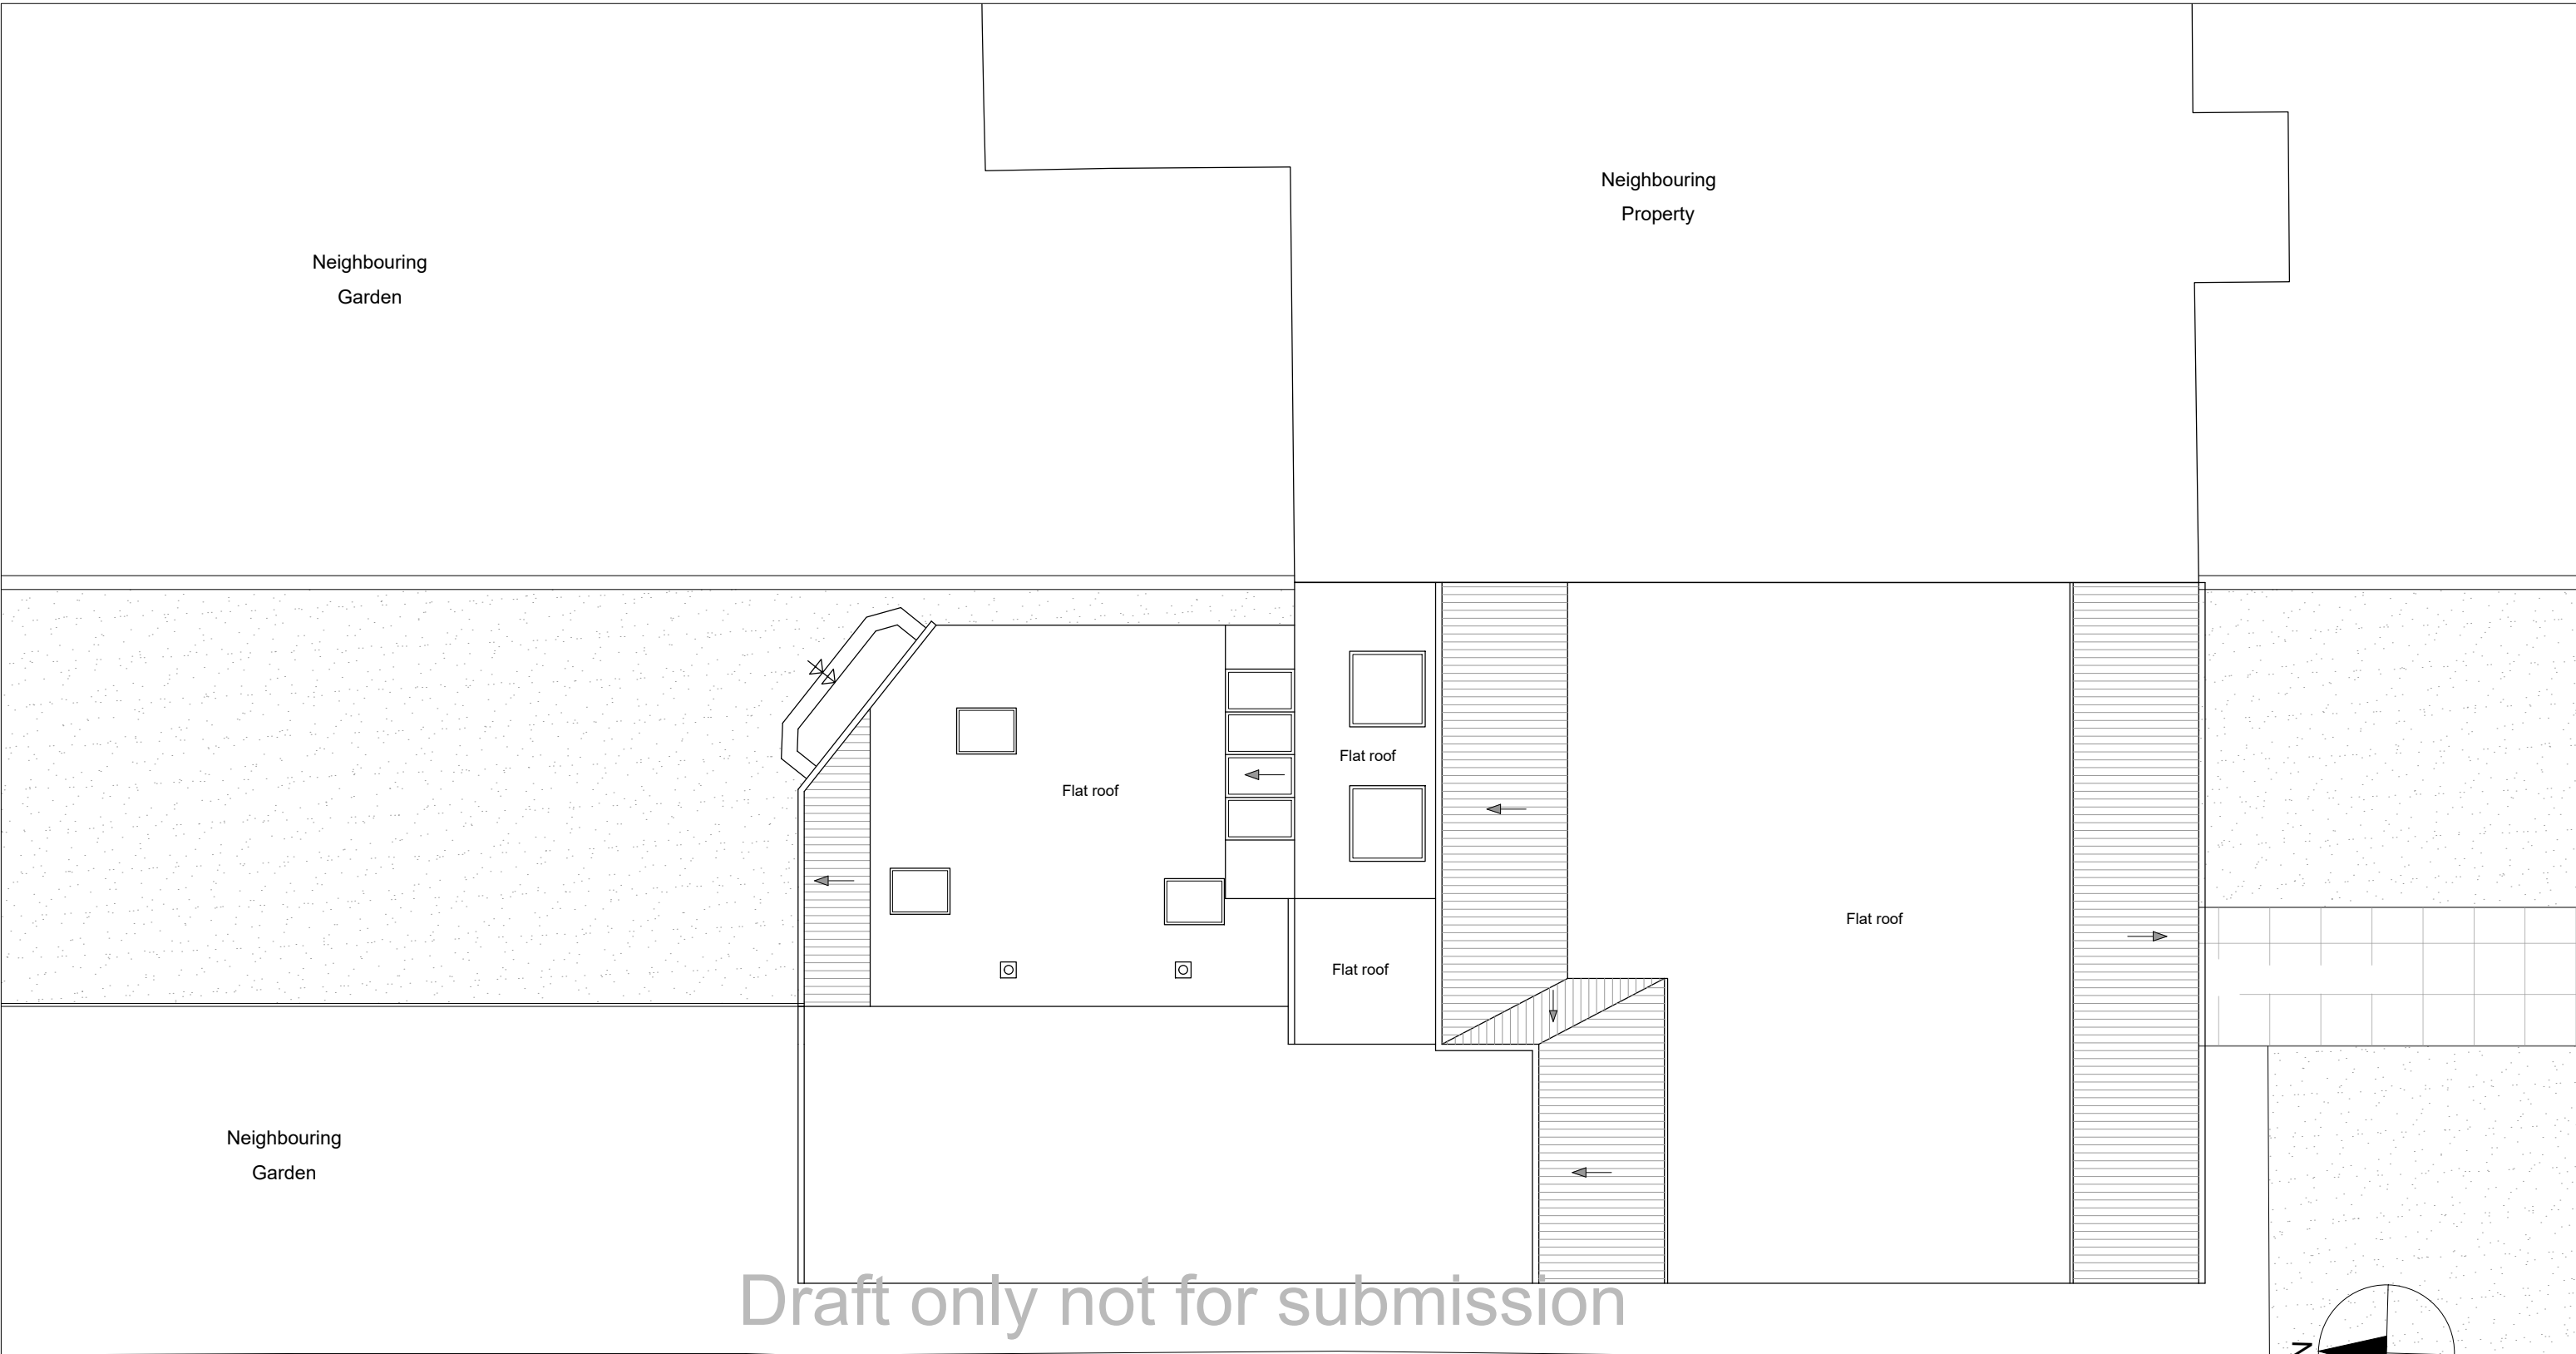 Neighbouring
Property
Neighbouring
Garden
Flat roof
Flat roof
Flat roof
Flat roof
Neighbouring
Garden
Draft only not for submission
N